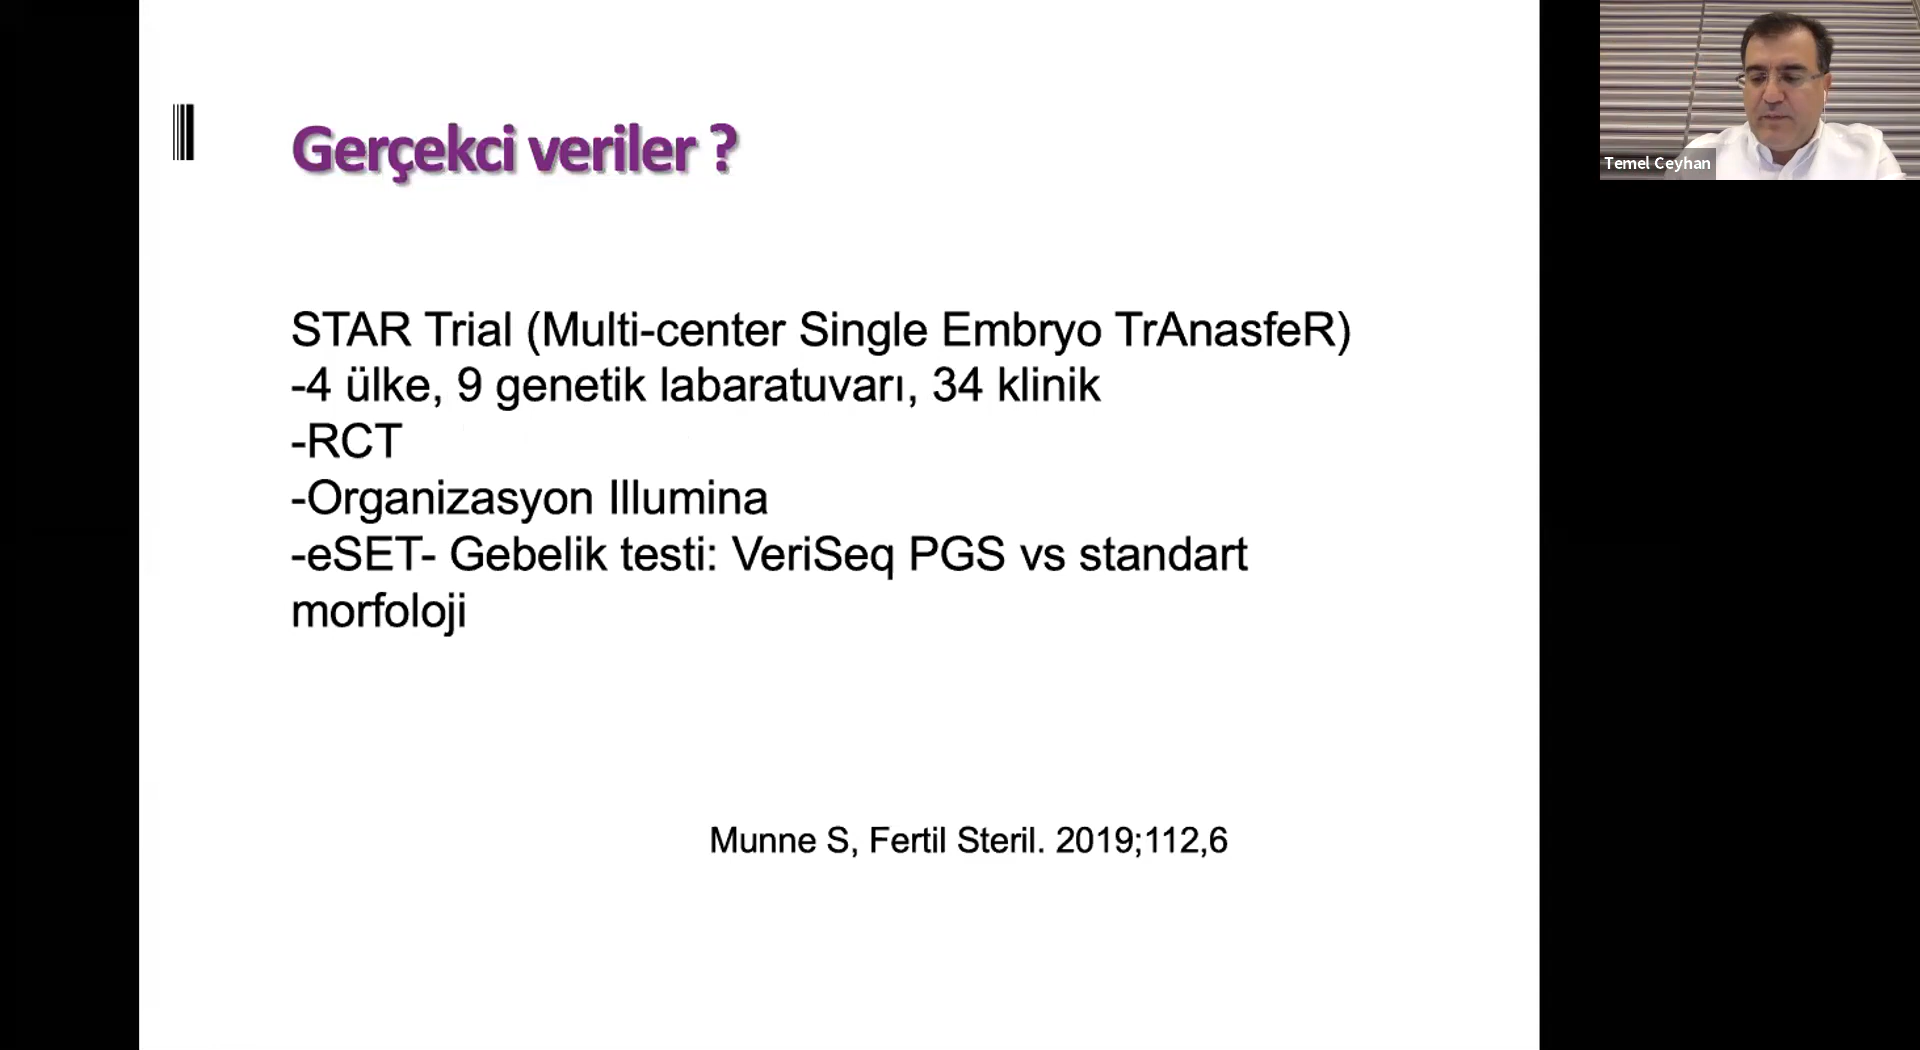 Gerçekci veriler ?
STAR Trial (Multi-center Single Embryo TrAnasfeR)
-4 ülke, 9 genetik labaratuvarı, 34 klinik
-RCT
-Organizasyon Illumina
-eSET- Gebelik testi: VeriSeq PGS vs standart
morfoloji
Munne S, Fertil Steril. 2019;112,6
Temel Ceyhan